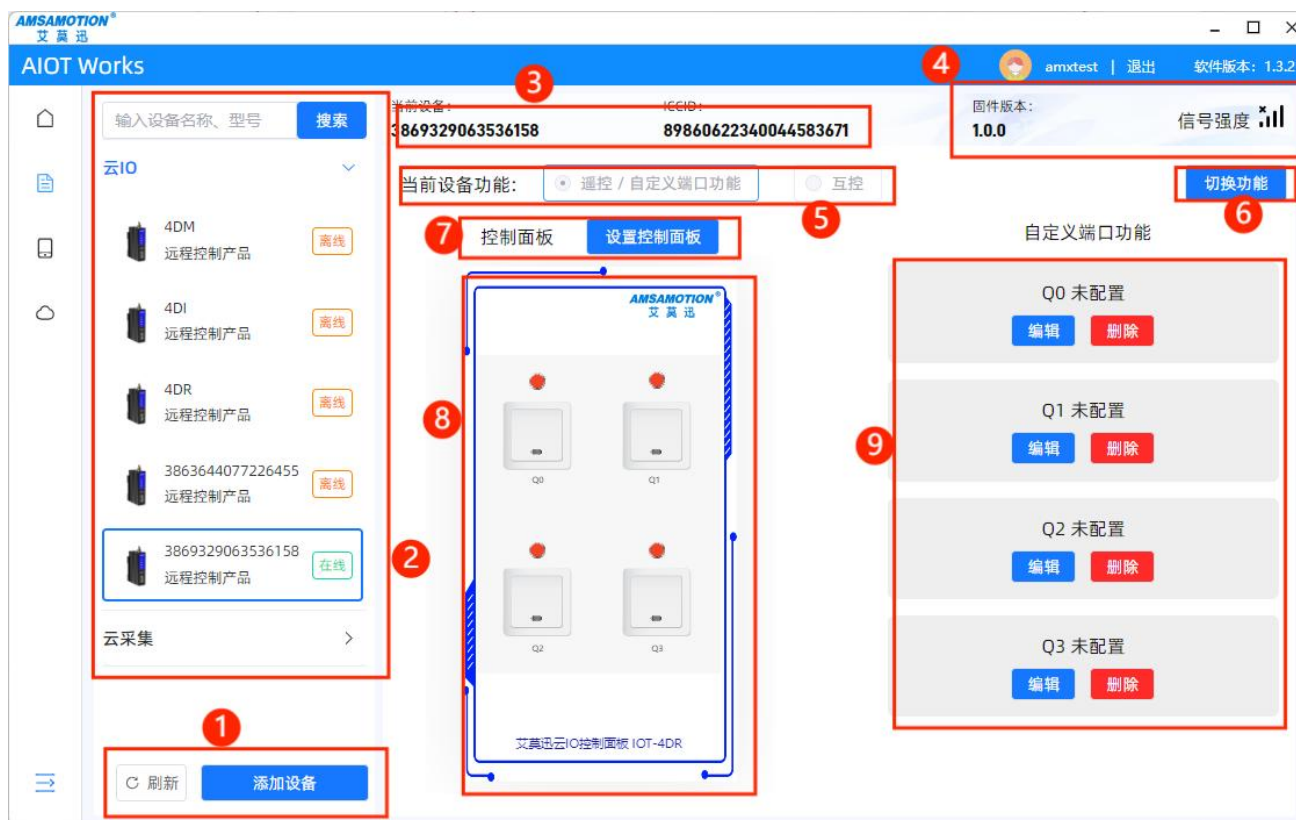 AMSAMOTION®
艾莫迅
AIOT Works
4
amxtest | 退出
软件版本: 1.3.2
3
输入设备名称、型号
搜索
云IO
4DM
远程控制产品
离线
4DI
远程控制产品
离线
4DR
远程控制产品
离线
3863644077226455
远程控制产品
离线
3869329063536158
远程控制产品
在线
2
云采集
1
刷新
添加设备
当前设备:
3869329063536158
ICCID:
89860622340044583671
固件版本:
1.0.0
信号强度
当前设备功能:
遥控 / 自定义端口功能
互控
5
切换功能
6
7
控制面板
设置控制面板
8
AMSAMOTION®
艾莫迅
Q0
Q1
Q2
Q3
艾莫迅云IO控制面板 IOT-4DR
自定义端口功能
9
Q0 未配置
编辑
删除
Q1 未配置
编辑
删除
Q2 未配置
编辑
删除
Q3 未配置
编辑
删除